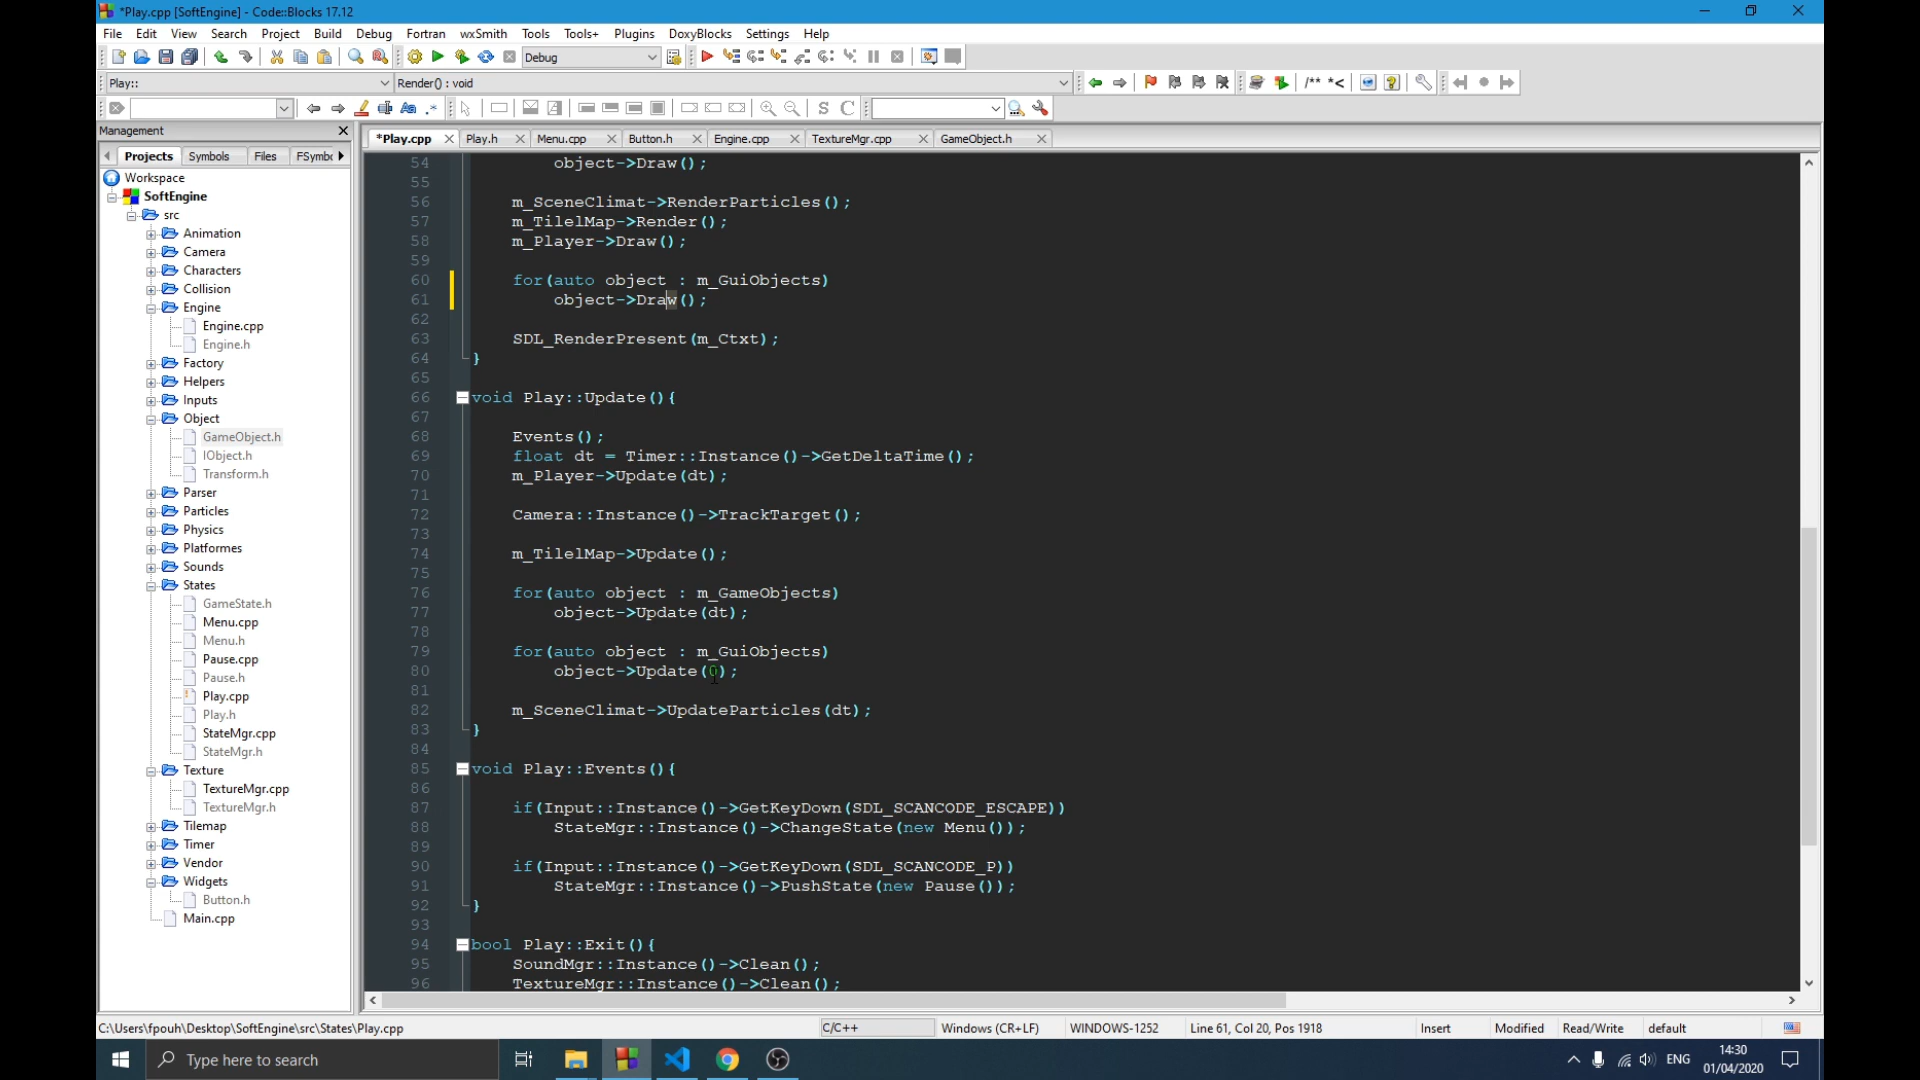 *Play.cpp [SoftEngine] - Code::Blocks 17.12
File Edit View Search Project Build Debug Fortran wxSmith Tools Tools+ Plugins DoxyBlocks Settings Help
Debug
Play:: Render() : void
/** *<
S C
Management
*Play.cpp Play.h Menu.cpp Button.h Engine.cpp TextureMgr.cpp GameObject.h
Projects Symbols Files FSymbo
Workspace
SoftEngine
src
Animation
Camera
Characters
Collision
Engine
Engine.cpp
Engine.h
Factory
Helpers
Inputs
Object
GameObject.h
IObject.h
Transform.h
Parser
Particles
Physics
Platformes
Sounds
States
GameState.h
Menu.cpp
Menu.h
Pause.cpp
Pause.h
Play.cpp
Play.h
StateMgr.cpp
StateMgr.h
Texture
TextureMgr.cpp
TextureMgr.h
Tilemap
Timer
Vendor
Widgets
Button.h
Main.cpp
54 object->Draw();
55
56 m_SceneClimat->RenderParticles();
57 m_TilelMap->Render();
58 m_Player->Draw();
59
60 for(auto object : m_GuiObjects)
61 object->Draw();
62
63 SDL_RenderPresent(m_Ctxt);
64 }
65
66 void Play::Update(){
67
68 Events();
69 float dt = Timer::Instance()->GetDeltaTime();
70 m_Player->Update(dt);
71
72 Camera::Instance()->TrackTarget();
73
74 m_TilelMap->Update();
75
76 for(auto object : m_GameObjects)
77 object->Update(dt);
78
79 for(auto object : m_GuiObjects)
80 object->Update(0);
81
82 m_SceneClimat->UpdateParticles(dt);
83 }
84
85 void Play::Events(){
86
87 if(Input::Instance()->GetKeyDown(SDL_SCANCODE_ESCAPE))
88 StateMgr::Instance()->ChangeState(new Menu());
89
90 if(Input::Instance()->GetKeyDown(SDL_SCANCODE_P))
91 StateMgr::Instance()->PushState(new Pause());
92 }
93
94 bool Play::Exit(){
95 SoundMgr::Instance()->Clean();
96 TextureMgr::Instance()->Clean();
C:\Users\fpouh\Desktop\SoftEngine\src\States\Play.cpp C/C++ Windows (CR+LF) WINDOWS-1252 Line 61, Col 20, Pos 1918 Insert Modified Read/Write default
Type here to search
ENG
14:30
01/04/2020